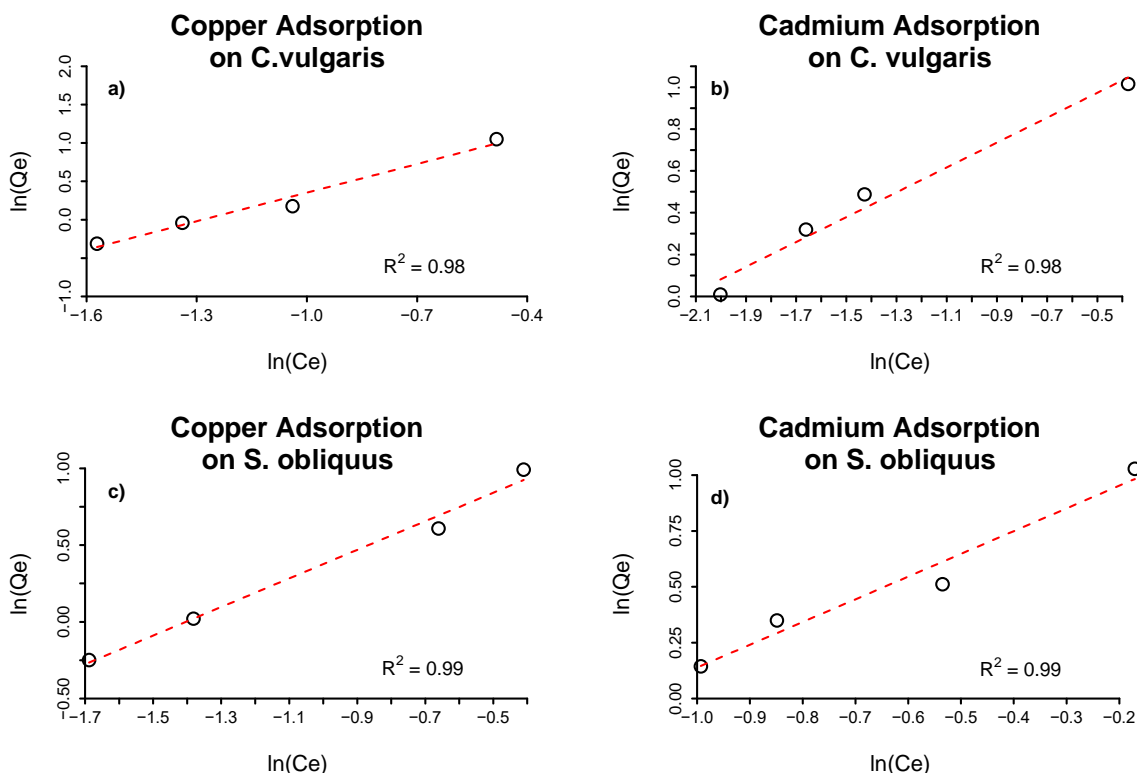 Copper Adsorption
on C.vulgaris
a)
ln(Qe)
2.0
1.5
1.0
0.5
0.0
−1.0
R2 = 0.98
−1.6 −1.3 −1.0 −0.7 −0.4
ln(Ce)
Cadmium Adsorption
on C. vulgaris
b)
ln(Qe)
1.0
0.8
0.6
0.4
0.2
0.0
R2 = 0.98
−2.1 −1.9 −1.7 −1.5 −1.3 −1.1 −0.9 −0.7 −0.5
ln(Ce)
Copper Adsorption
on S. obliquus
c)
ln(Qe)
1.00
0.50
0.00
−0.50
R2 = 0.99
−1.7 −1.5 −1.3 −1.1 −0.9 −0.7 −0.5
ln(Ce)
Cadmium Adsorption
on S. obliquus
d)
ln(Qe)
1.00
0.75
0.50
0.25
0.00
R2 = 0.99
−1.0 −0.9 −0.8 −0.7 −0.6 −0.5 −0.4 −0.3 −0.2
ln(Ce)